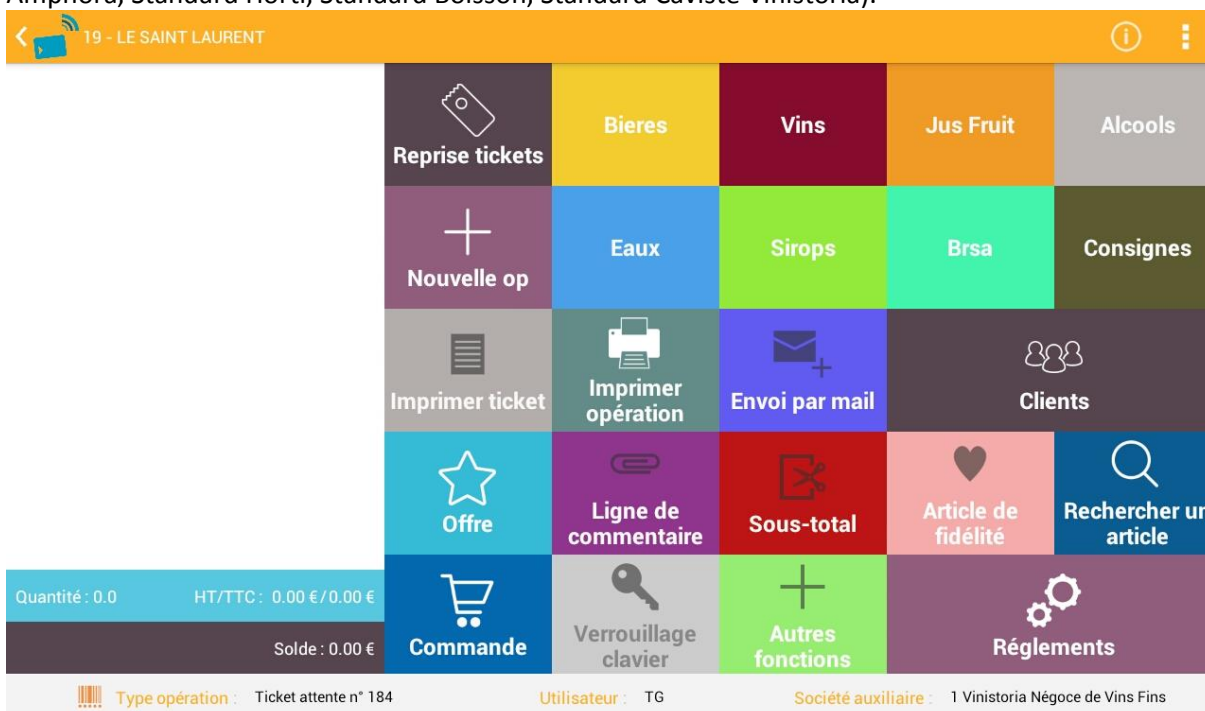 Amphora, Standard Horti, Standard Boisson, Standard Caviste Vinistoria).
19 - LE SAINT LAURENT
Reprise tickets
Bieres
Vins
Jus Fruit
Alcools
Nouvelle op
Eaux
Sirops
Brsa
Consignes
Imprimer ticket
Imprimer
opération
Envoi par mail
Clients
Offre
Ligne de
commentaire
Sous-total
Article de
fidélité
Rechercher un
article
Quantité : 0.0 HT/TTC : 0.00 €/0.00 €
Solde : 0.00 €
Commande
Verrouillage
clavier
Autres
fonctions
Réglements
Type opération : Ticket attente n° 184 Utilisateur : TG Société auxiliaire : 1 Vinistoria Négoce de Vins Fins